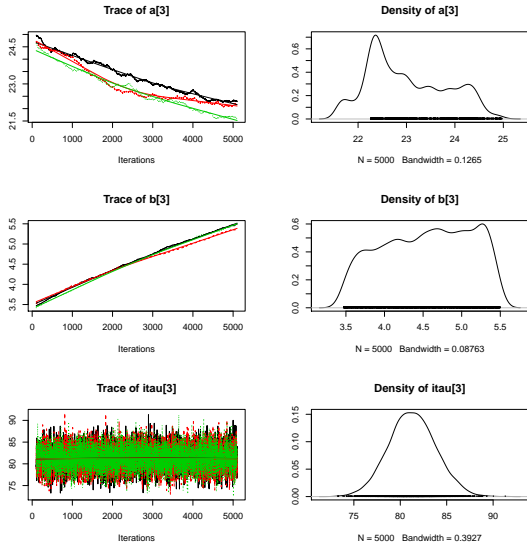 Trace of a[3]
24.5
23.0
21.5
0 1000 2000 3000 4000 5000
Iterations
Density of a[3]
0.6
0.4
0.2
0.0
22 23 24 25
N = 5000 Bandwidth = 0.1265
Trace of b[3]
5.5
5.0
4.5
4.0
3.5
0 1000 2000 3000 4000 5000
Iterations
Density of b[3]
0.6
0.4
0.2
0.0
3.5 4.0 4.5 5.0 5.5
N = 5000 Bandwidth = 0.08763
Trace of itau[3]
90
85
80
75
0 1000 2000 3000 4000 5000
Iterations
Density of itau[3]
0.15
0.10
0.05
0.00
75 80 85 90
N = 5000 Bandwidth = 0.3927